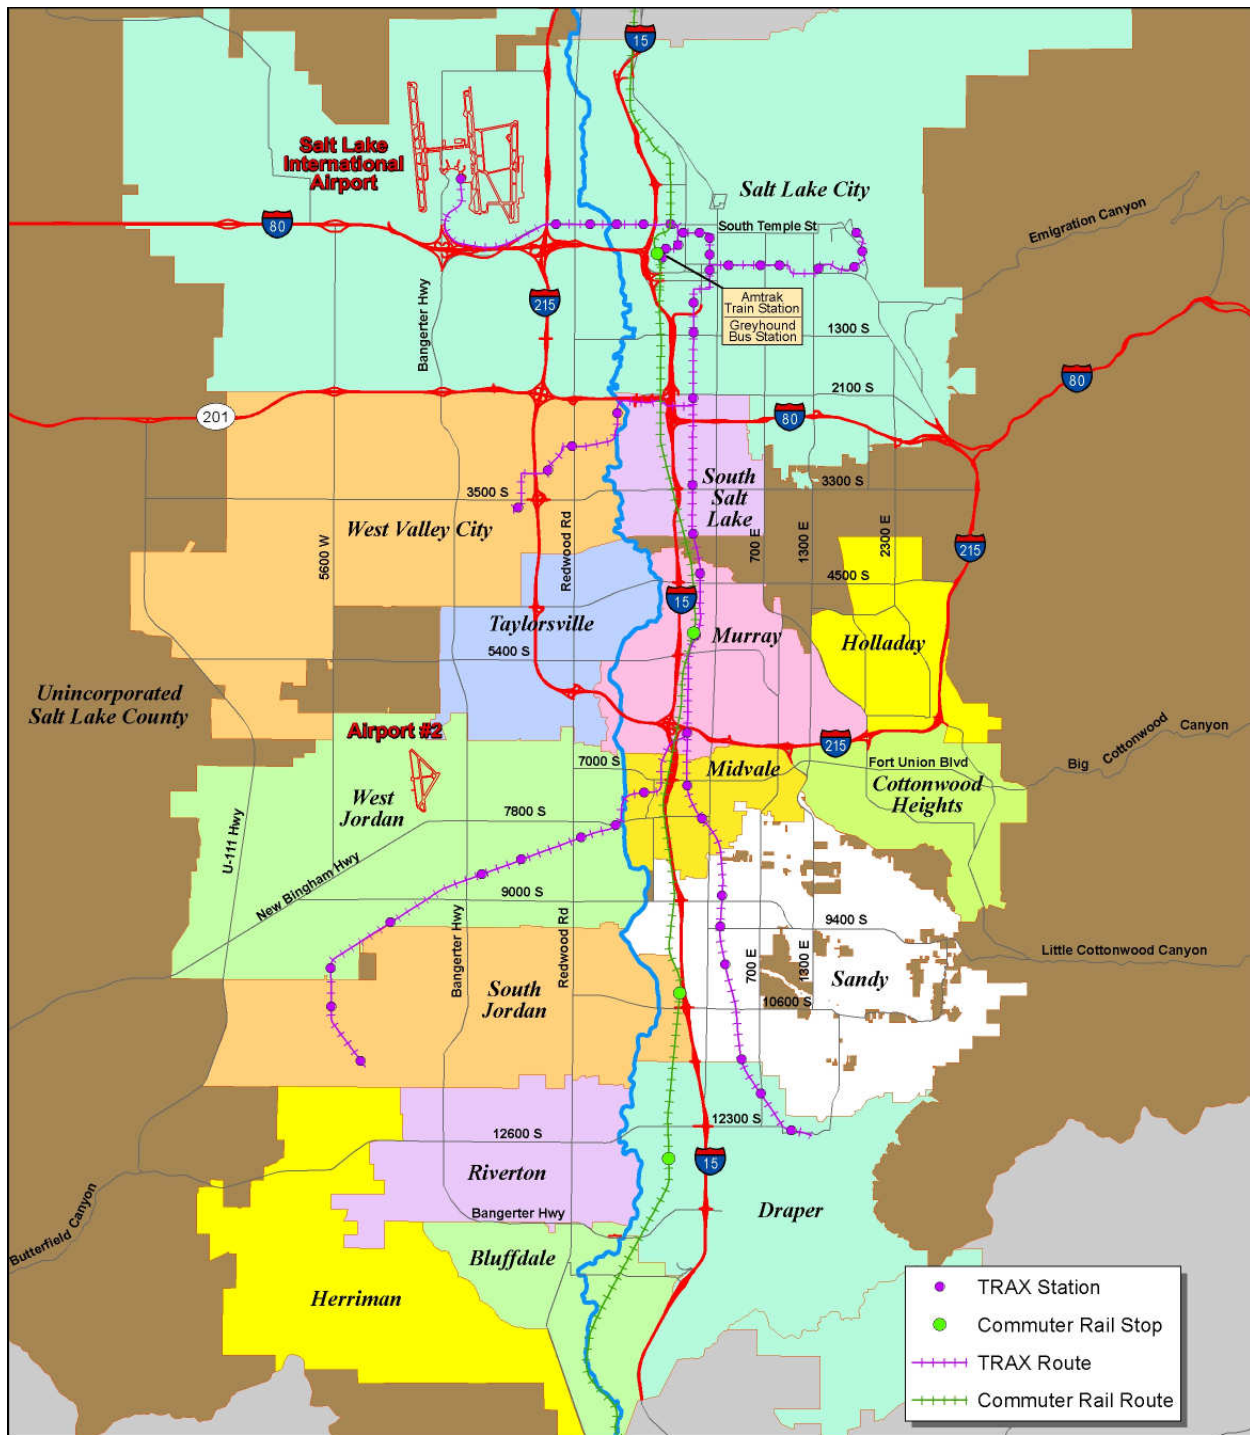 15
Salt Lake
International
Airport
Salt Lake City
80
South Temple St
Emigration Canyon
Bangerter Hwy
215
Amtrak
Train Station
Greyhound
Bus Station
1300 S
2100 S
80
201
80
South
Salt
Lake
3300 S
3500 S
West Valley City
5600 W
Redwood Rd
700 E
1300 E
2300 E
215
4500 S
15
Taylorsville
Murray
Holladay
5400 S
Unincorporated
Salt Lake County
Airport #2
215
Big
Cottonwood
Canyon
7000 S
Midvale
Fort Union Blvd
Cottonwood
Heights
West
Jordan
7800 S
U-111 Hwy
New Bingham Hwy
9000 S
9400 S
Bangerter Hwy
Redwood Rd
700 E
1300 E
Little Cottonwood Canyon
Sandy
South
Jordan
10600 S
12300 S
12600 S
15
Riverton
Draper
Butterfield Canyon
Bangerter Hwy
Bluffdale
Herriman
TRAX Station
Commuter Rail Stop
TRAX Route
Commuter Rail Route